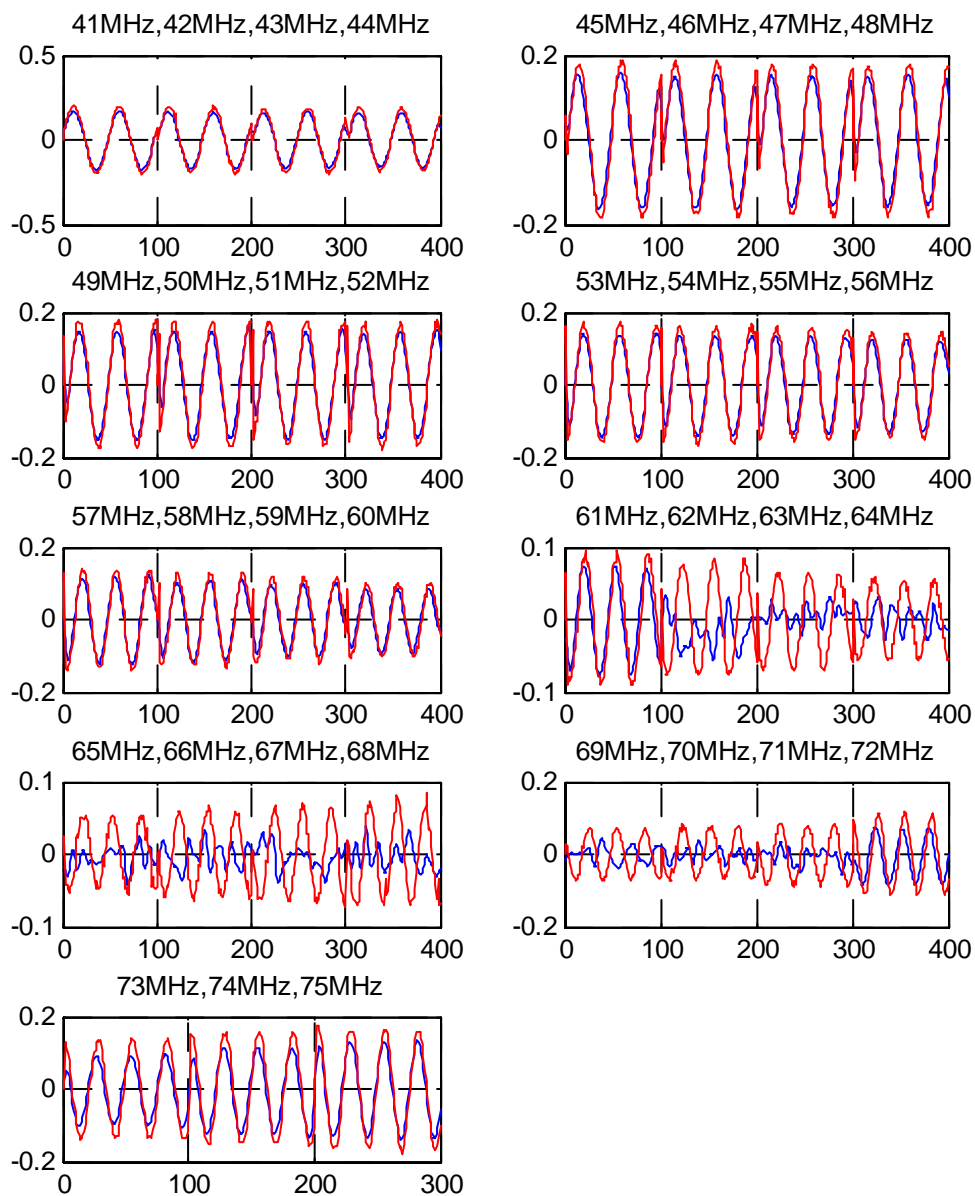 41MHz,42MHz,43MHz,44MHz
45MHz,46MHz,47MHz,48MHz
0.5
0
-0.5
0 100 200 300 400
0.2
0
-0.2
0 100 200 300 400
49MHz,50MHz,51MHz,52MHz
53MHz,54MHz,55MHz,56MHz
0.2
0
-0.2
0 100 200 300 400
0.2
0
-0.2
0 100 200 300 400
57MHz,58MHz,59MHz,60MHz
61MHz,62MHz,63MHz,64MHz
0.2
0
-0.2
0 100 200 300 400
0.1
0
-0.1
0 100 200 300 400
65MHz,66MHz,67MHz,68MHz
69MHz,70MHz,71MHz,72MHz
0.1
0
-0.1
0 100 200 300 400
0.2
0
-0.2
0 100 200 300 400
73MHz,74MHz,75MHz
0.2
0
-0.2
0 100 200 300